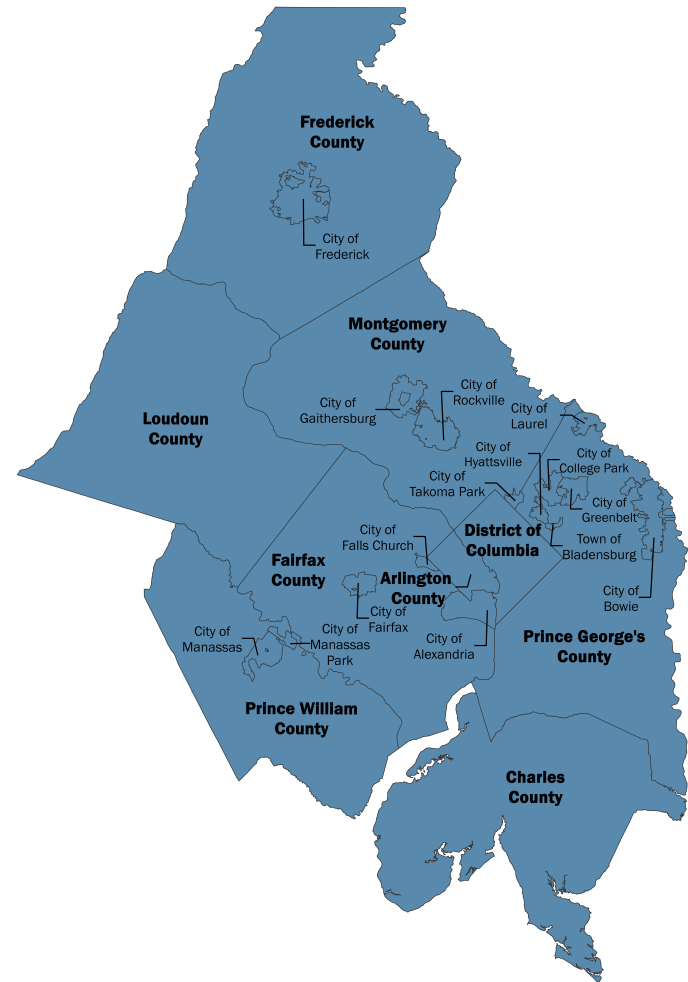 Frederick
County
City of
Frederick
Montgomery
County
City of
Rockville
City of
Gaithersburg
City of
Laurel
Loudoun
County
City of
Hyattsville
City of
College Park
City of
Takoma Park
City of
Greenbelt
City of
Falls Church
District of
Columbia
Town of
Bladensburg
Fairfax
County
Arlington
County
City of
Bowie
City of
Fairfax
City of
Manassas
City of
Manassas
Park
City of
Alexandria
Prince George's
County
Prince William
County
Charles
County